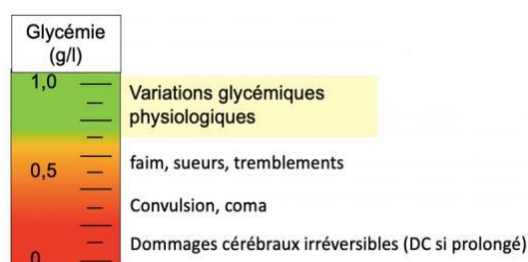 Glycémie
(g/l)
1,0
Variations glycémiques
physiologiques
faim, sueurs, tremblements
0,5
Convulsion, coma
Dommages cérébraux irréversibles (DC si prolongé)
0